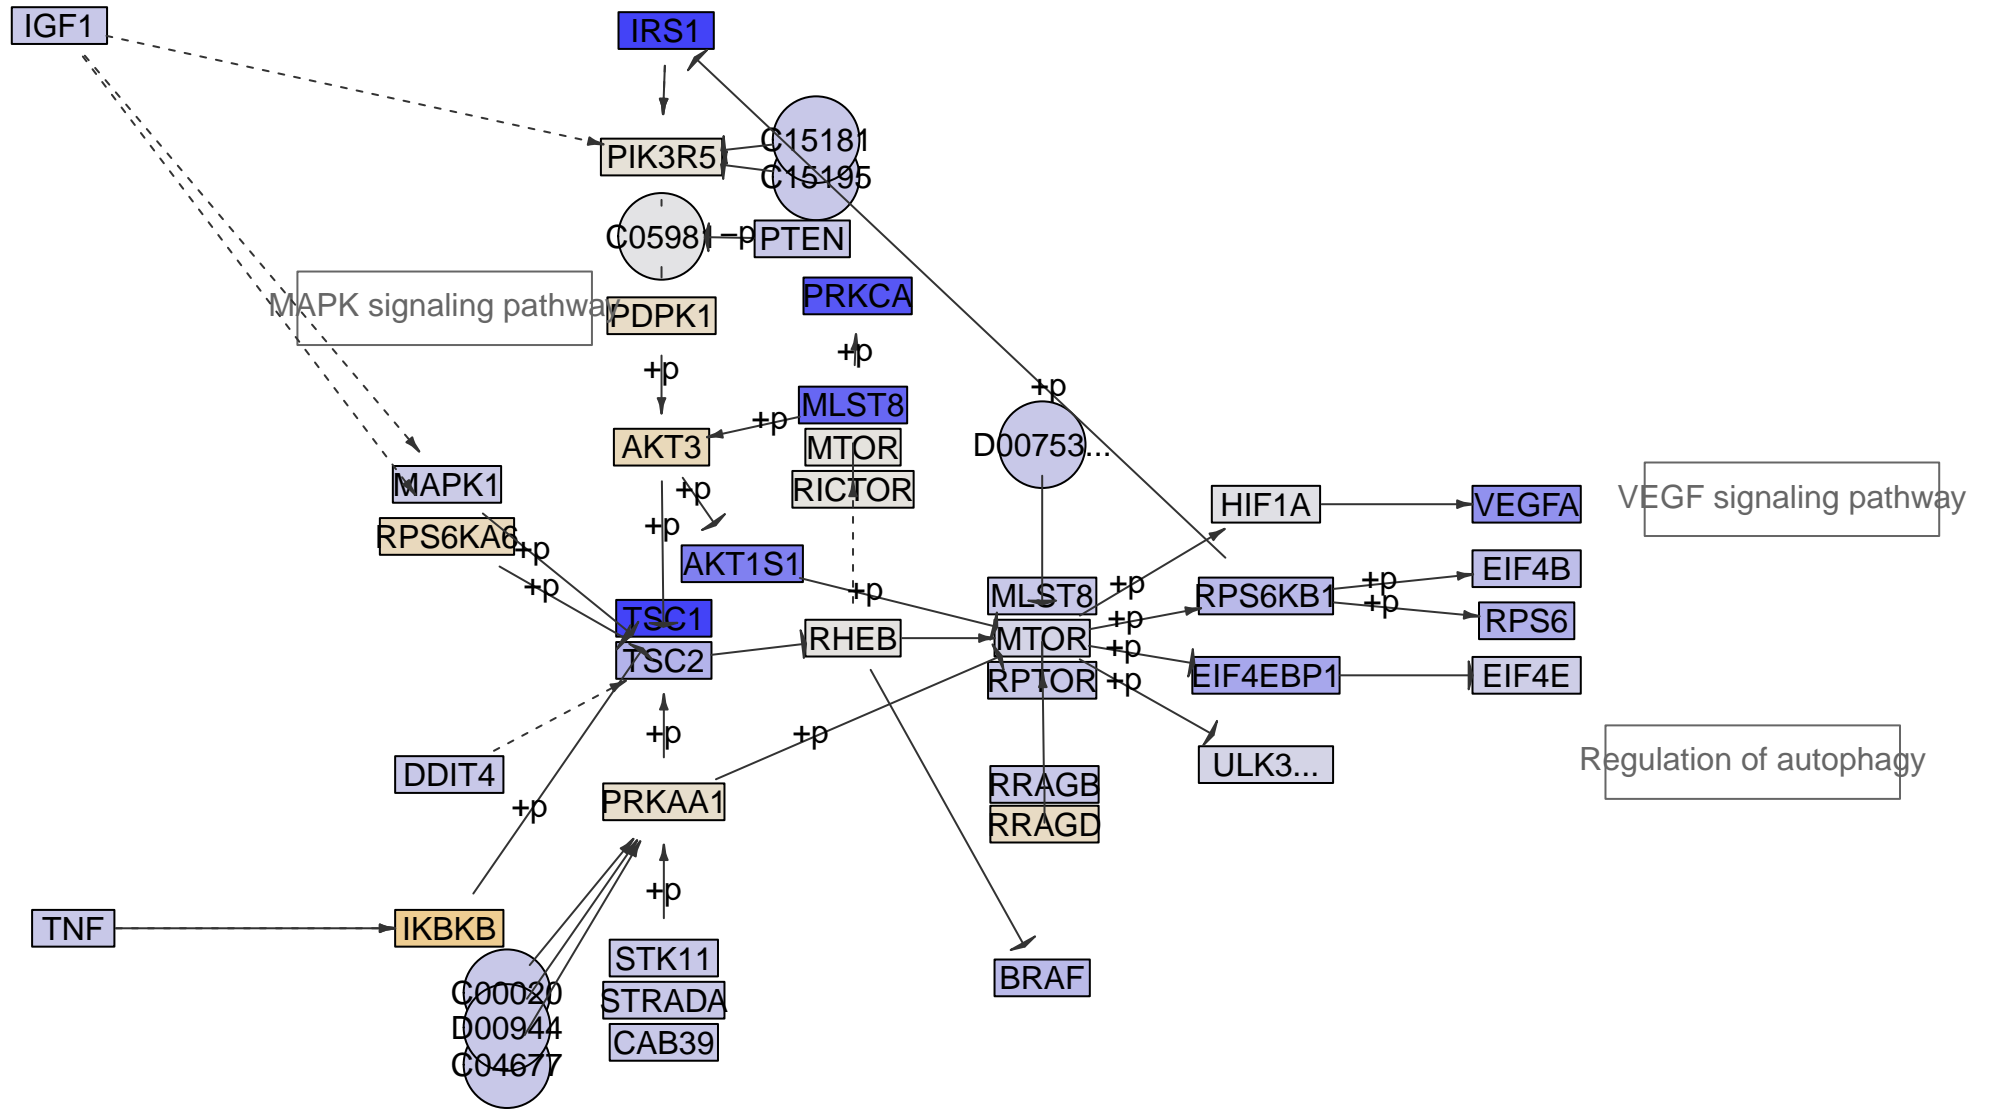 IGF1
IRS1
C15181
PIK3R5
C15195
C0598
-p
PTEN
PRKCA
MAPK signaling pathway
PDPK1
+p
+p
+p
MLST8
+p
AKT3
MTOR
D00753...
MAPK1
+p
RICTOR
HIF1A
VEGFA
VEGF signaling pathway
RPS6KA6
+p
+p
AKT1S1
EIF4B
+p
+p
+p
+p
MLST8
RPS6KB1
+p
TSC1
+p
RPS6
RHEB
MTOR
+p
TSC2
RPTOR
+p
EIF4EBP1
EIF4E
+p
+p
Regulation of autophagy
DDIT4
ULK3...
RRAGB
PRKAA1
+p
RRAGD
+p
TNF
IKBKB
STK11
BRAF
C00020
STRADA
D00944
CAB39
C04677